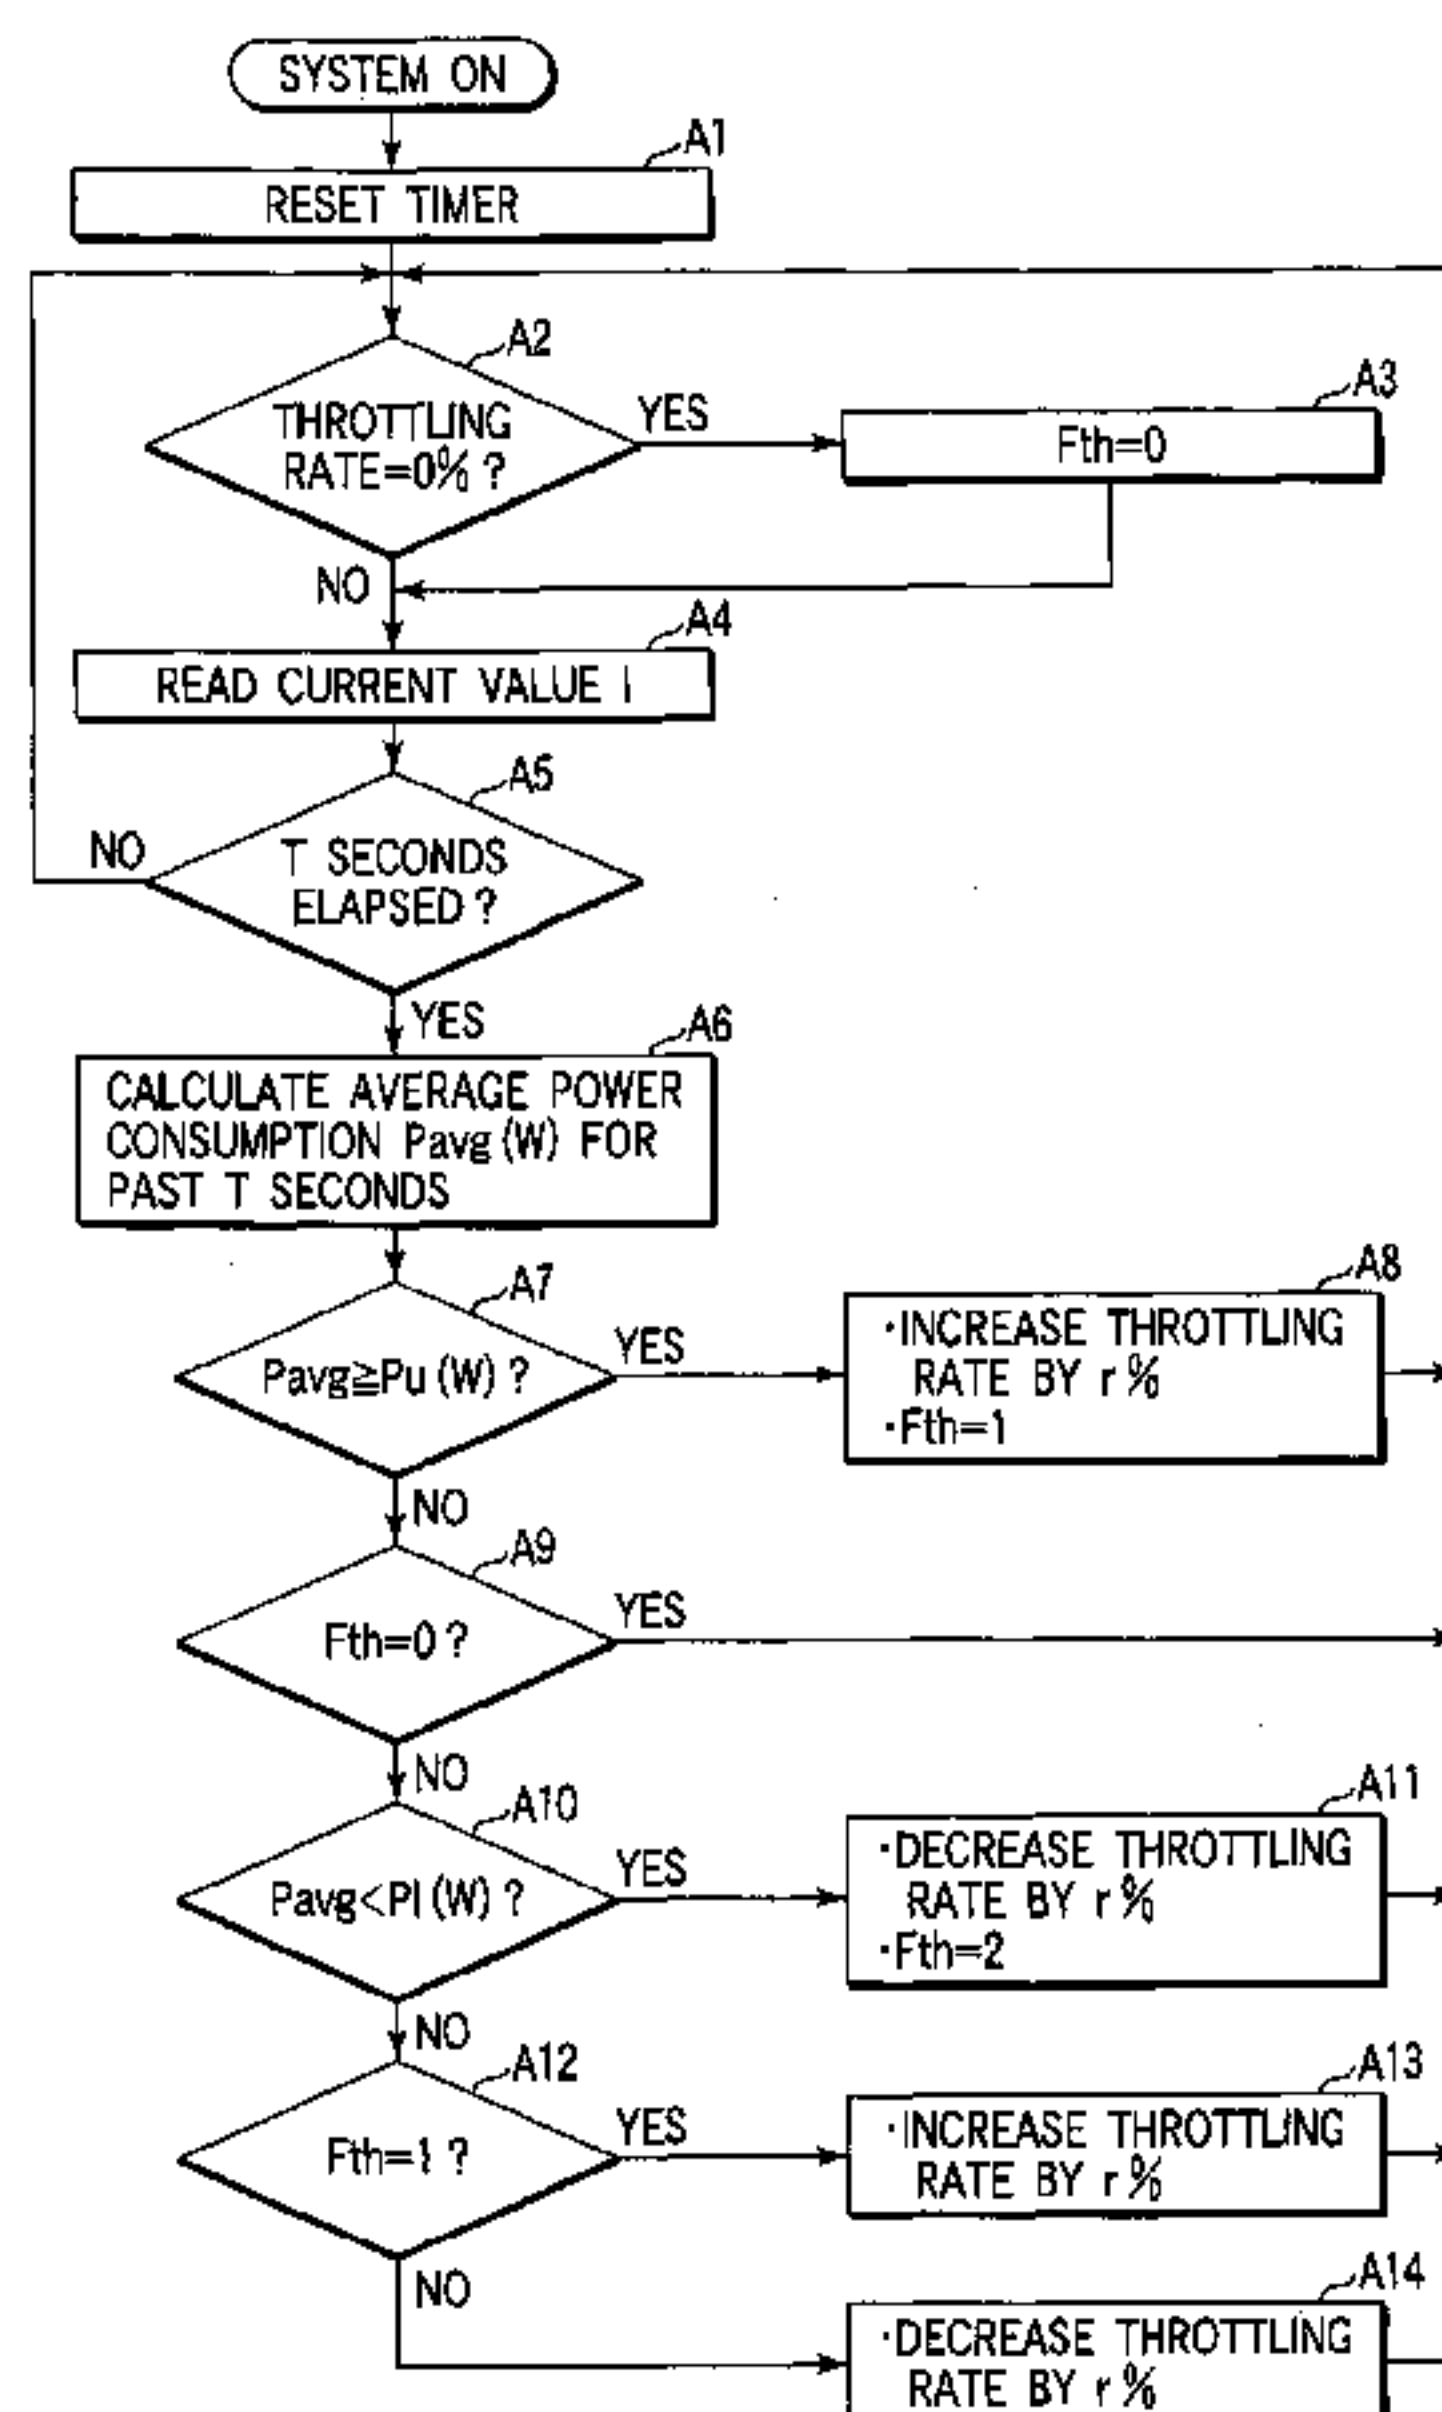 SYSTEM ON
A1
RESET TIMER
A2
THROTTLING
RATE=0% ?
YES
A3
Fth=0
NO
A4
READ CURRENT VALUE I
A5
T SECONDS
ELAPSED ?
NO
YES
A6
CALCULATE AVERAGE POWER
CONSUMPTION Pavg (W) FOR
PAST T SECONDS
A7
Pavg≧Pu (W) ?
YES
A8
·INCREASE THROTTLING
RATE BY r%
·Fth=1
NO
A9
Fth=0 ?
YES
NO
A10
Pavg<Pl (W) ?
YES
A11
·DECREASE THROTTLING
RATE BY r%
·Fth=2
NO
A12
Fth=1 ?
YES
A13
·INCREASE THROTTLING
RATE BY r%
NO
A14
·DECREASE THROTTLING
RATE BY r%